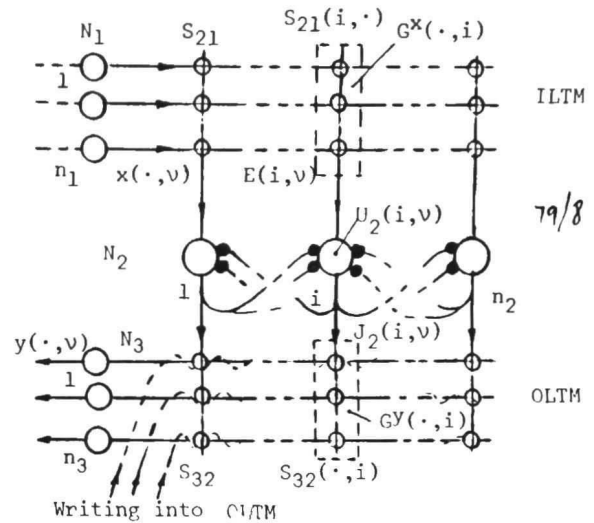 N₁ S₂₁ S₂₁(i,·) Gˣ(·,i)
1 ILTM
n₁ x(·,ν) E(i,ν)
79/8
N₂ U₂(i,ν)
1 i n₂
y(·,ν) N₃ J₂(i,ν)
1 OLTM
Gʸ(·,i)
n₃ S₃₂ S₃₂(·,i)
Writing into OLTM